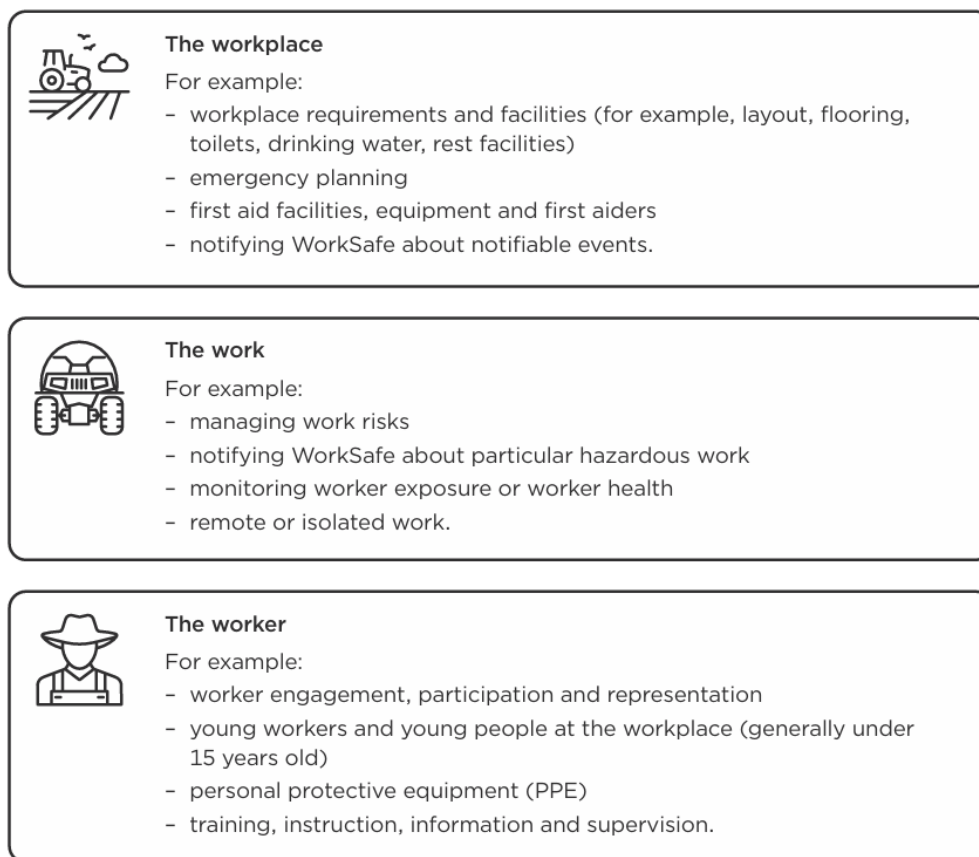 The workplace
For example:
– workplace requirements and facilities (for example, layout, flooring,
toilets, drinking water, rest facilities)
– emergency planning
– first aid facilities, equipment and first aiders
– notifying WorkSafe about notifiable events.
The work
For example:
– managing work risks
– notifying WorkSafe about particular hazardous work
– monitoring worker exposure or worker health
– remote or isolated work.
The worker
For example:
– worker engagement, participation and representation
– young workers and young people at the workplace (generally under
15 years old)
– personal protective equipment (PPE)
– training, instruction, information and supervision.